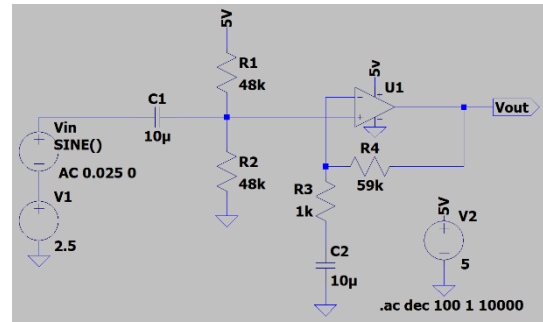 5V
R1
48k
C1
10µ
Vin
SINE()
AC 0.025 0
V1
2.5
R2
48k
5v
U1
Vout
R4
59k
R3
1k
C2
10µ
5V
V2
5
.ac dec 100 1 10000